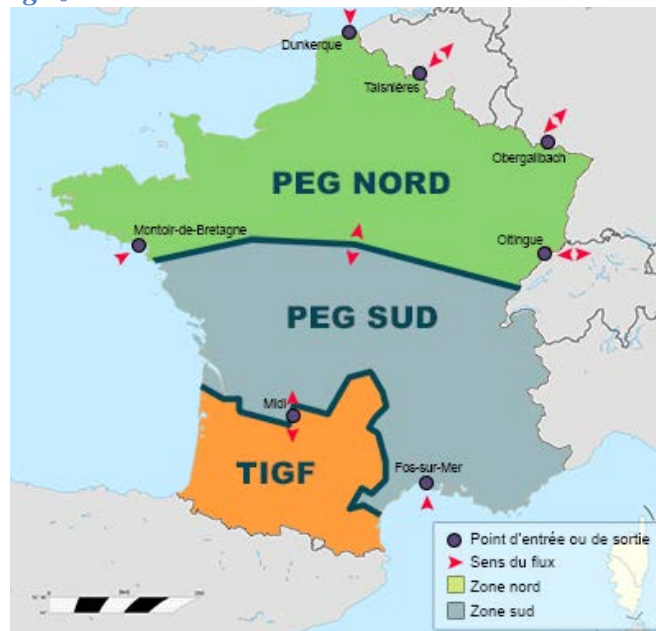 Dunkerque
Taisnières
Obergailbach
PEG NORD
Montoir-de-Bretagne
Oltingue
PEG SUD
Midi
TIGF
Fos-sur-Mer
Point d'entrée ou de sortie
Sens du flux
Zone nord
Zone sud